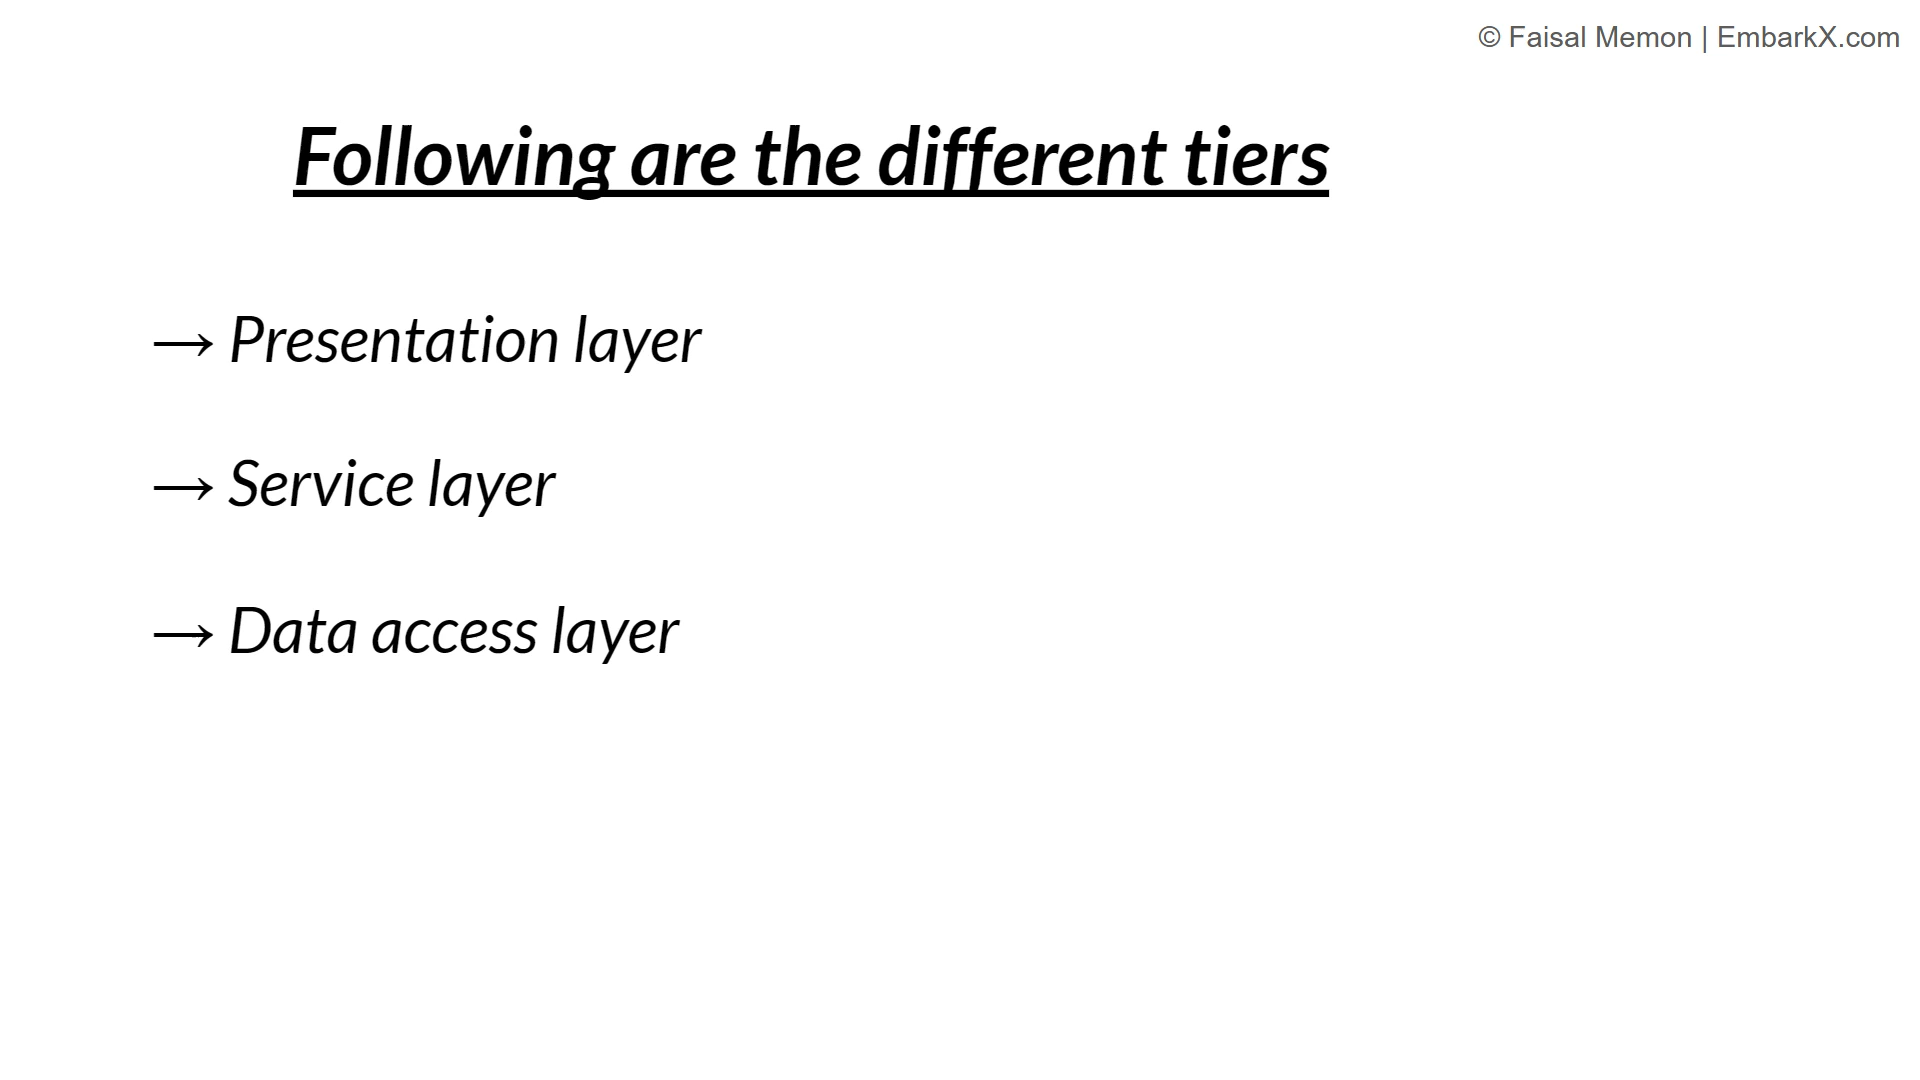 © Faisal Memon | EmbarkX.com
Following are the different tiers
→ Presentation layer
→ Service layer
→ Data access layer